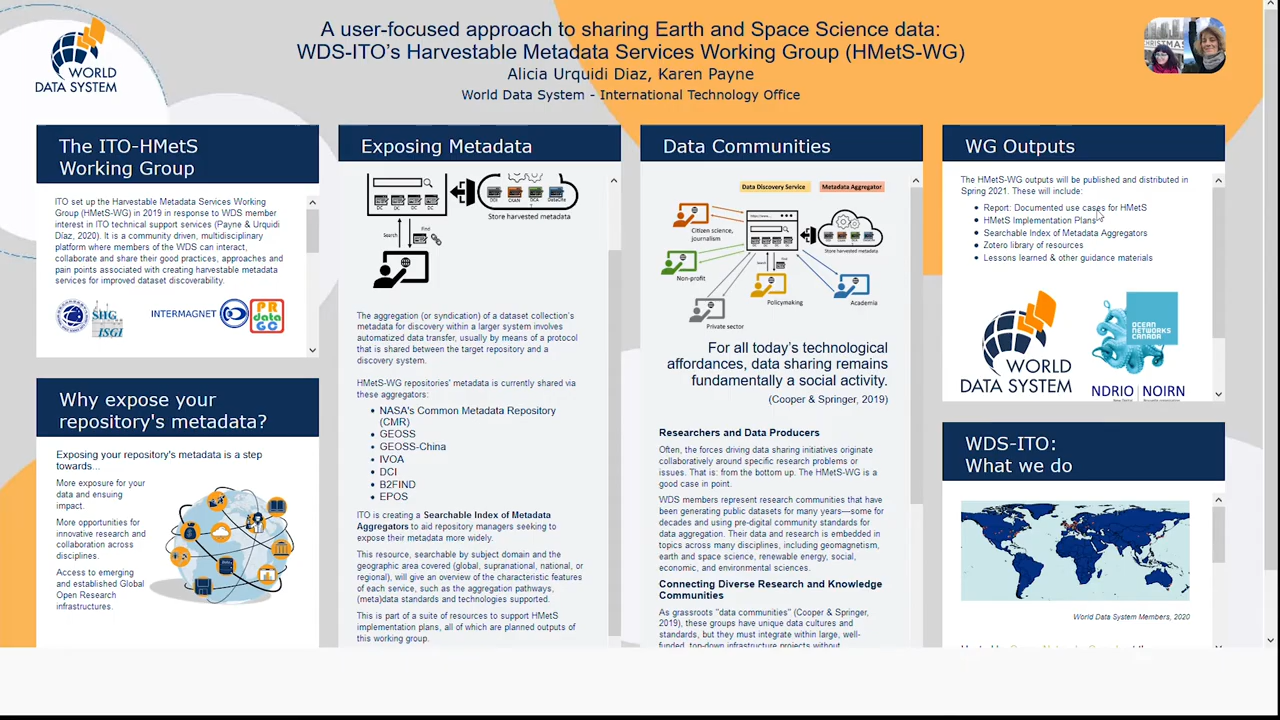 A user-focused approach to sharing Earth and Space Science data:
WDS-ITO's Harvestable Metadata Services Working Group (HMetS-WG)
Alicia Urquidi Diaz, Karen Payne
World Data System - International Technology Office
WORLD
DATA SYSTEM
CHRISTMAS
The ITO-HMetS
Working Group
ITO set up the Harvestable Metadata Services Working
Group (HMetS-WG) in 2019 in response to WDS member
interest in ITO technical support services (Payne & Urquidi
Díaz, 2020). It is a community driven, multidisciplinary
platform where members of the WDS can interact,
collaborate and share their good practices, approaches and
pain points associated with creating harvestable metadata
services for improved dataset discoverability.
SHG
ISGI
INTERMAGNET
PR
data
GC
Why expose your
repository's metadata?
Exposing your repository's metadata is a step
towards...
More exposure for your
data and ensuing
impact.
More opportunities for
innovative research and
collaboration across
disciplines.
Access to emerging
and established Global
Open Research
infrastructures.
Exposing Metadata
DC DC DC DC
DCI CKAN DCA DataCite
Store harvested metadata
Search
Find
The aggregation (or syndication) of a dataset collection's
metadata for discovery within a larger system involves
automatized data transfer, usually by means of a protocol
that is shared between the target repository and a
discovery system.
HMetS-WG repositories' metadata is currently shared via
these aggregators:
• NASA's Common Metadata Repository
(CMR)
• GEOSS
• GEOSS-China
• IVOA
• DCI
• B2FIND
• EPOS
ITO is creating a Searchable Index of Metadata
Aggregators to aid repository managers seeking to
expose their metadata more widely.
This resource, searchable by subject domain and the
geographic area covered (global, supranational, national, or
regional), will give an overview of the characteristic features
of each service, such as the aggregation pathways,
(meta)data standards and technologies supported.
This is part of a suite of resources to support HMetS
implementation plans, all of which are planned outputs of
this working group.
Data Communities
Data Discovery Service
Metadata Aggregator
Citizen science,
journalism
Store harvested metadata
Search
Find
Non-profit
Policymaking
Academia
Private sector
For all today's technological
affordances, data sharing remains
fundamentally a social activity.
(Cooper & Springer, 2019)
Researchers and Data Producers
Often, the forces driving data sharing initiatives originate
collaboratively around specific research problems or
issues. That is: from the bottom up. The HMetS-WG is a
good case in point.
WDS members represent research communities that have
been generating public datasets for many years—some for
decades and using pre-digital community standards for
data aggregation. Their data and research is embedded in
topics across many disciplines, including geomagnetism,
earth and space science, renewable energy, social,
economic, and environmental sciences.
Connecting Diverse Research and Knowledge
Communities
As grassroots "data communities" (Cooper & Springer,
2019), these groups have unique data cultures and
standards, but they must integrate within large, well-
funded, top-down infrastructure projects without
WG Outputs
The HMetS-WG outputs will be published and distributed in
Spring 2021. These will include:
• Report: Documented use cases for HMetS
• HMetS Implementation Plans
• Searchable Index of Metadata Aggregators
• Zotero library of resources
• Lessons learned & other guidance materials
WORLD
DATA SYSTEM
OCEAN
NETWORKS
CANADA
NDRIO | NOIRN
WDS-ITO:
What we do
World Data System Members, 2020